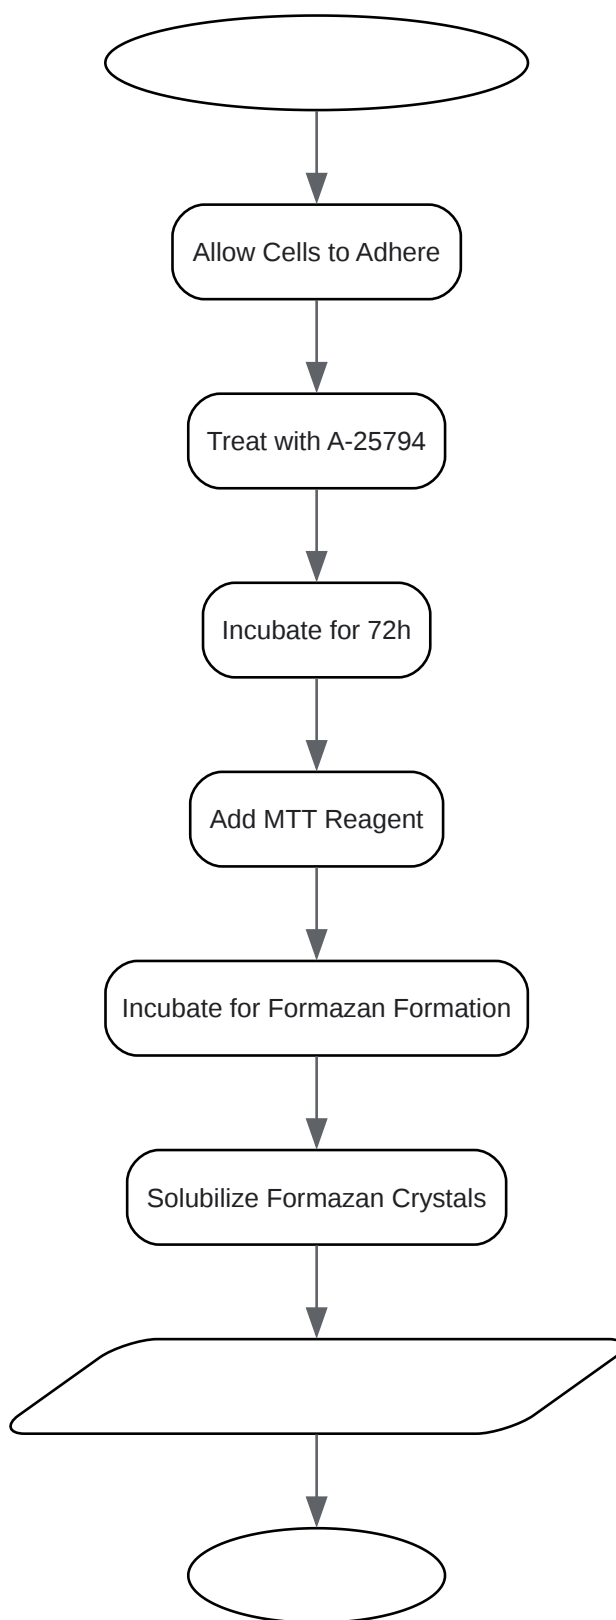 Allow Cells to Adhere
Treat with A-25794
Incubate for 72h
Add MTT Reagent
Incubate for Formazan Formation
Solubilize Formazan Crystals